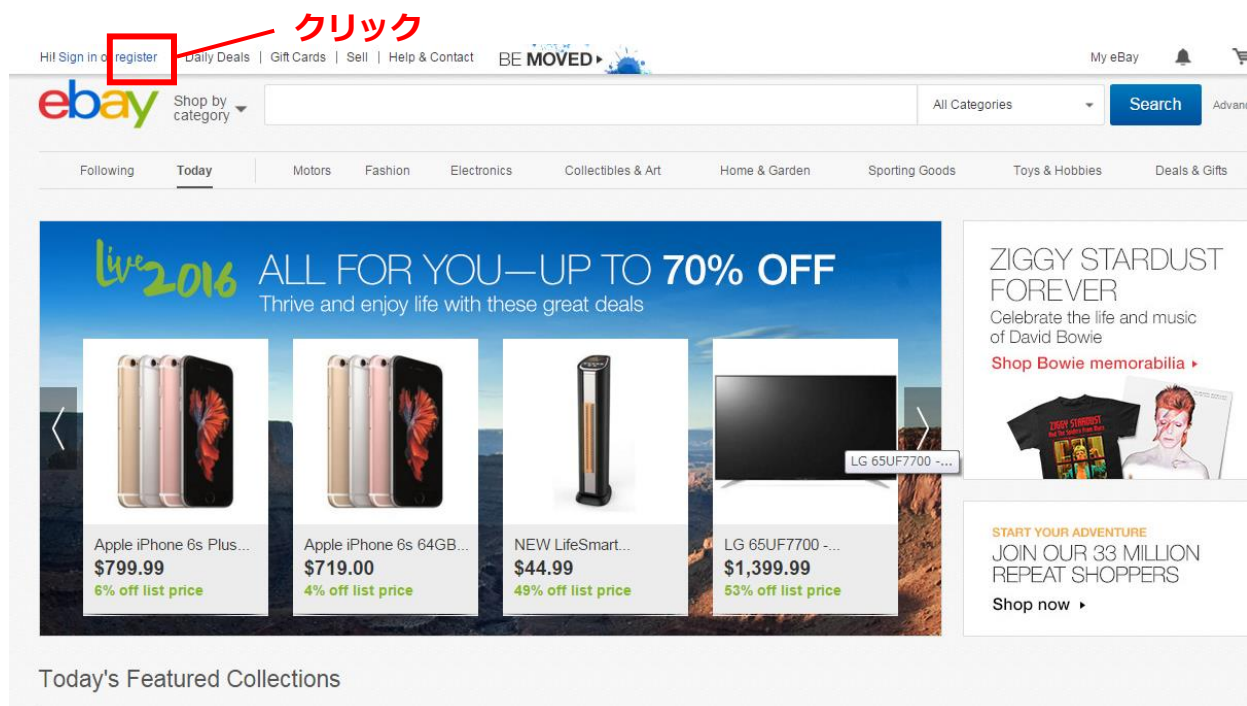 クリック
Hi! Sign in or register
Daily Deals | Gift Cards | Sell | Help & Contact | BE MOVED
My eBay
ebay
Shop by
category
All Categories
Search
Following Today Motors Fashion Electronics Collectibles & Art Home & Garden Sporting Goods Toys & Hobbies Deals & Gifts
live 2016
ALL FOR YOU—UP TO 70% OFF
Thrive and enjoy life with these great deals
ZIGGY STARDUST
FOREVER
Celebrate the life and music
of David Bowie
Shop Bowie memorabilia
ZIGGY STARDUST
LG 65UF7700 -...
Apple iPhone 6s Plus...
$799.99
6% off list price
Apple iPhone 6s 64GB...
$719.00
4% off list price
NEW LifeSmart...
$44.99
49% off list price
LG 65UF7700 -...
$1,399.99
53% off list price
START YOUR ADVENTURE
JOIN OUR 33 MILLION
REPEAT SHOPPERS
Shop now
Today's Featured Collections